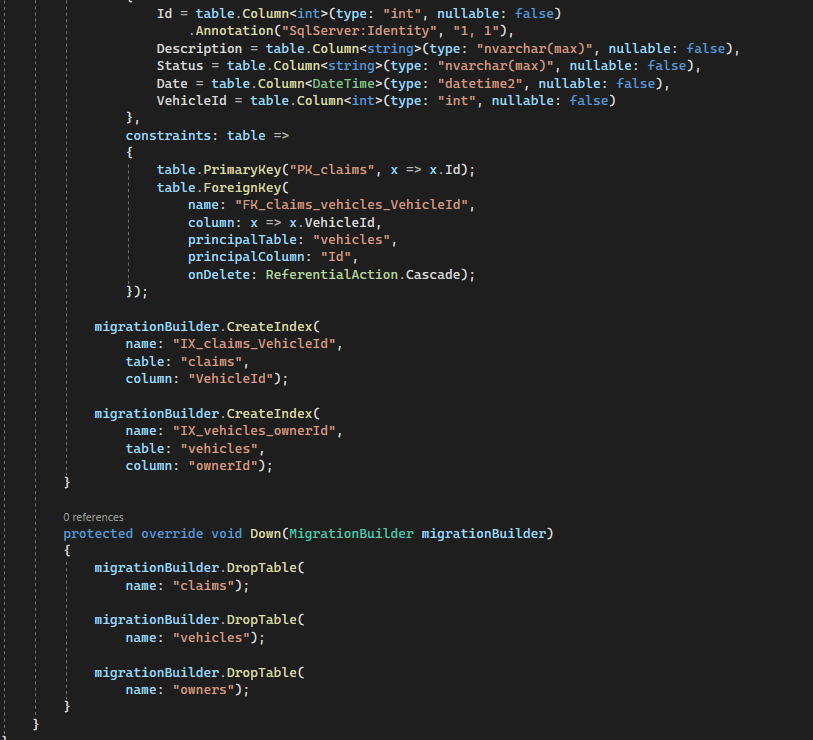 Id = table.Column<int>(type: "int", nullable: false)
.Annotation("SqlServer:Identity", "1, 1"),
Description = table.Column<string>(type: "nvarchar(max)", nullable: false),
Status = table.Column<string>(type: "nvarchar(max)", nullable: false),
Date = table.Column<DateTime>(type: "datetime2", nullable: false),
VehicleId = table.Column<int>(type: "int", nullable: false)
},
constraints: table =>
{
table.PrimaryKey("PK_claims", x => x.Id);
table.ForeignKey(
name: "FK_claims_vehicles_VehicleId",
column: x => x.VehicleId,
principalTable: "vehicles",
principalColumn: "Id",
onDelete: ReferentialAction.Cascade);
});
migrationBuilder.CreateIndex(
name: "IX_claims_VehicleId",
table: "claims",
column: "VehicleId");
migrationBuilder.CreateIndex(
name: "IX_vehicles_ownerId",
table: "vehicles",
column: "ownerId");
}
0 references
protected override void Down(MigrationBuilder migrationBuilder)
{
migrationBuilder.DropTable(
name: "claims");
migrationBuilder.DropTable(
name: "vehicles");
migrationBuilder.DropTable(
name: "owners");
}
}